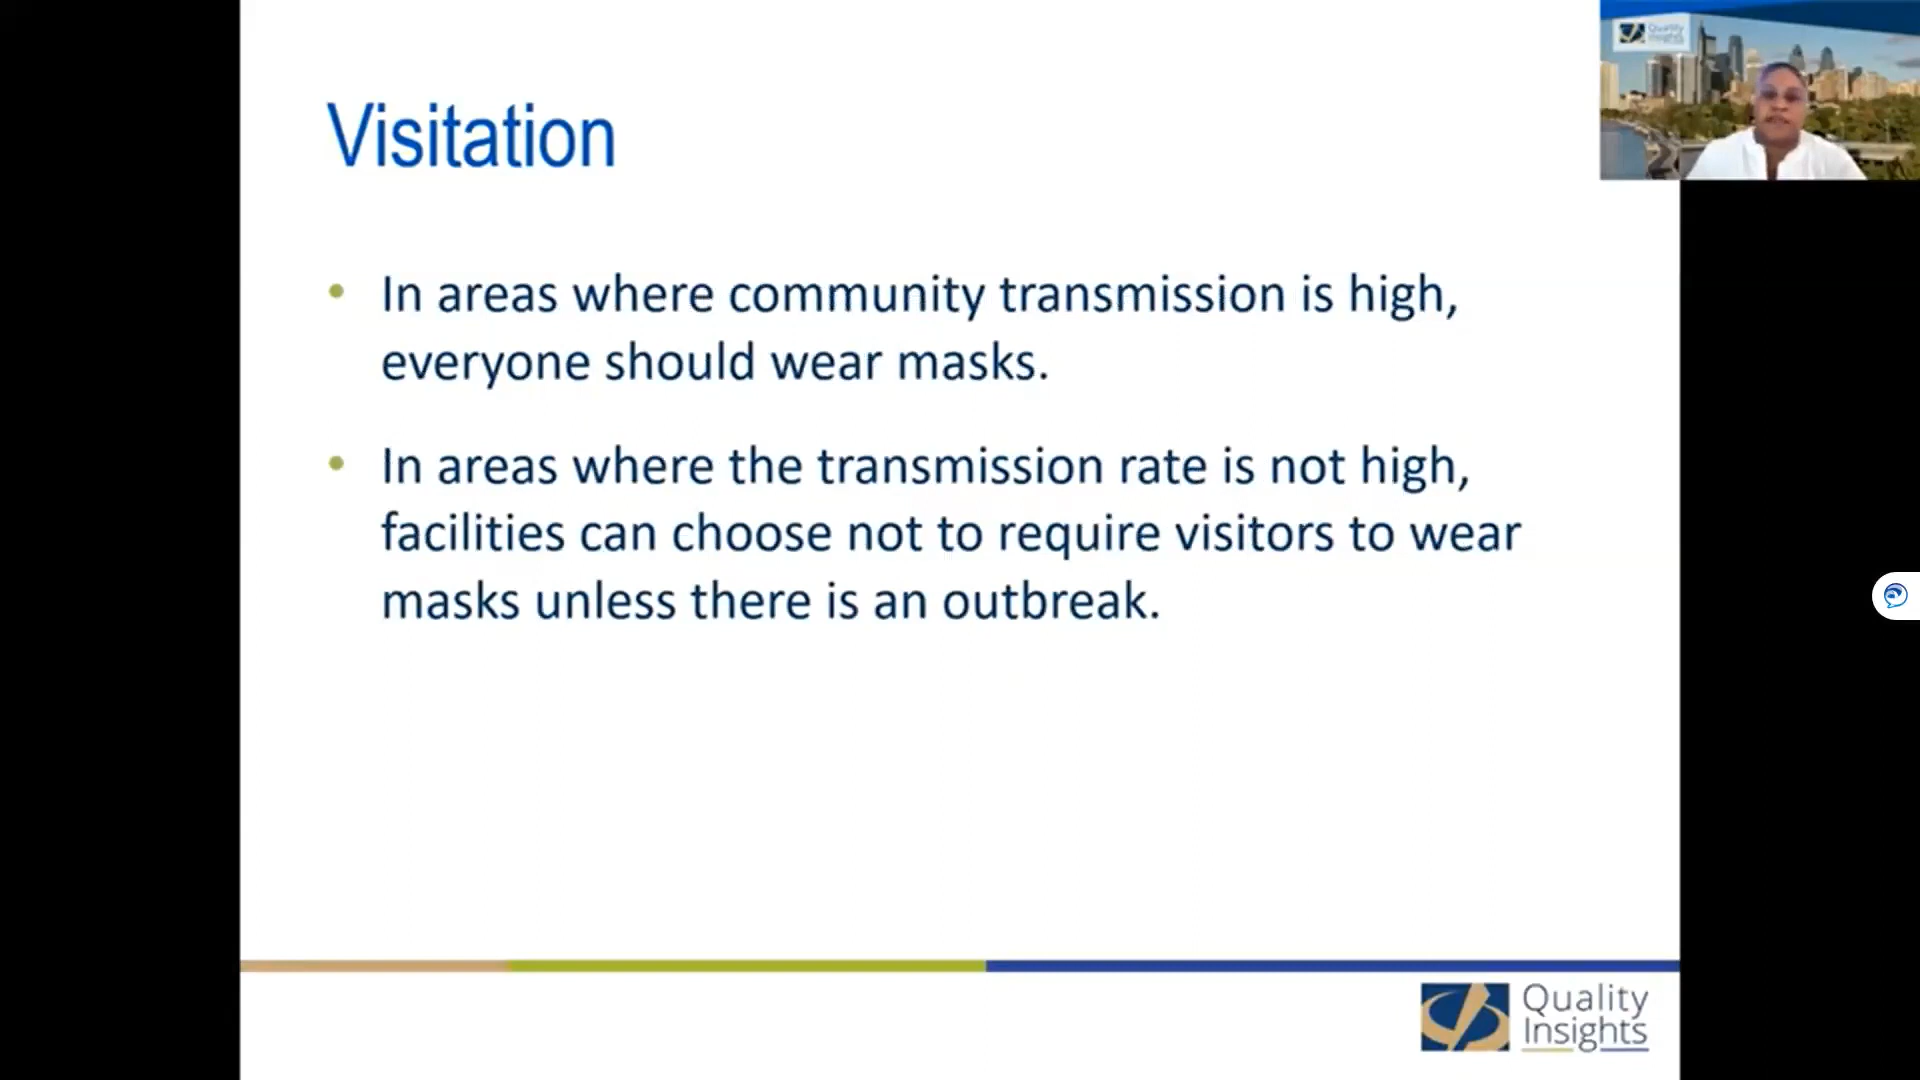 Quality
Insights
Visitation
• In areas where community transmission is high,
everyone should wear masks.
• In areas where the transmission rate is not high,
facilities can choose not to require visitors to wear
masks unless there is an outbreak.
Quality
Insights